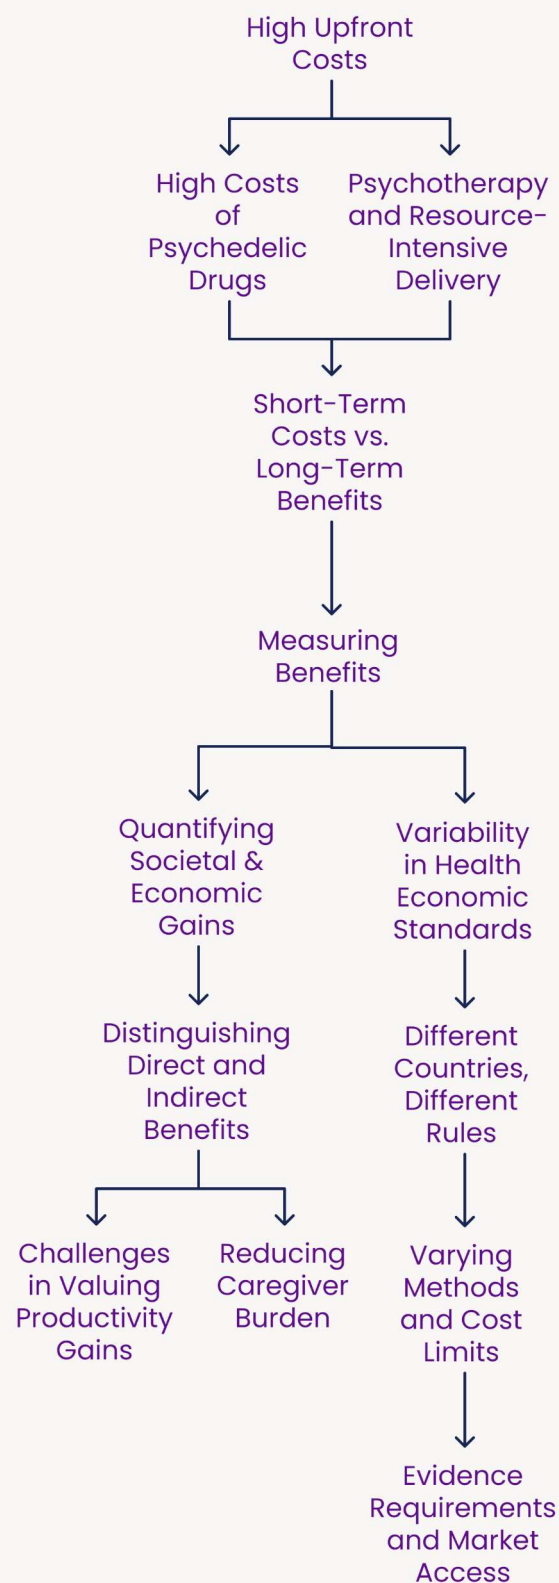 High Upfront
Costs
High Costs
of
Psychedelic
Drugs
Psychotherapy
and Resource-
Intensive
Delivery
Short-Term
Costs vs.
Long-Term
Benefits
Measuring
Benefits
Quantifying
Societal &
Economic
Gains
Variability
in Health
Economic
Standards
Distinguishing
Direct and
Indirect
Benefits
Different
Countries,
Different
Rules
Challenges
in Valuing
Productivity
Gains
Reducing
Caregiver
Burden
Varying
Methods
and Cost
Limits
Evidence
Requirements
and Market
Access